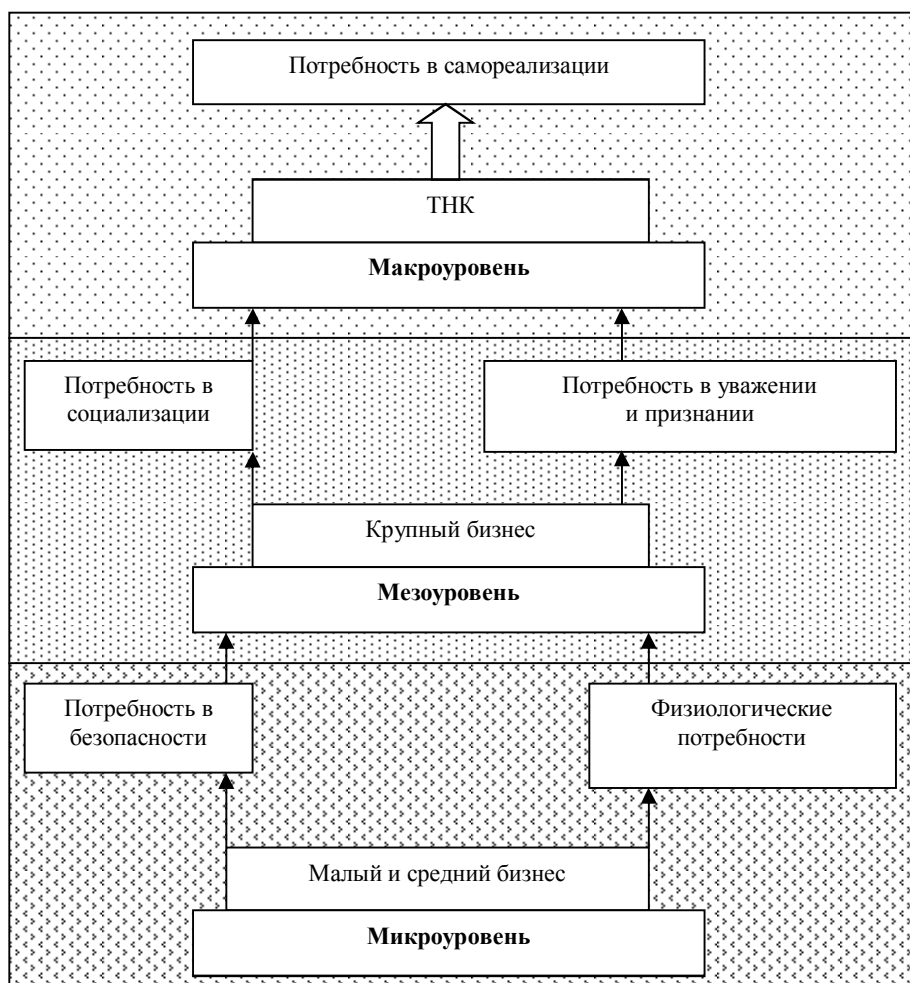 Потребность в самореализации
ТНК
Макроуровень
Потребность в
социализации
Потребность в уважении
и признании
Крупный бизнес
Мезоуровень
Потребность в
безопасности
Физиологические
потребности
Малый и средний бизнес
Микроуровень